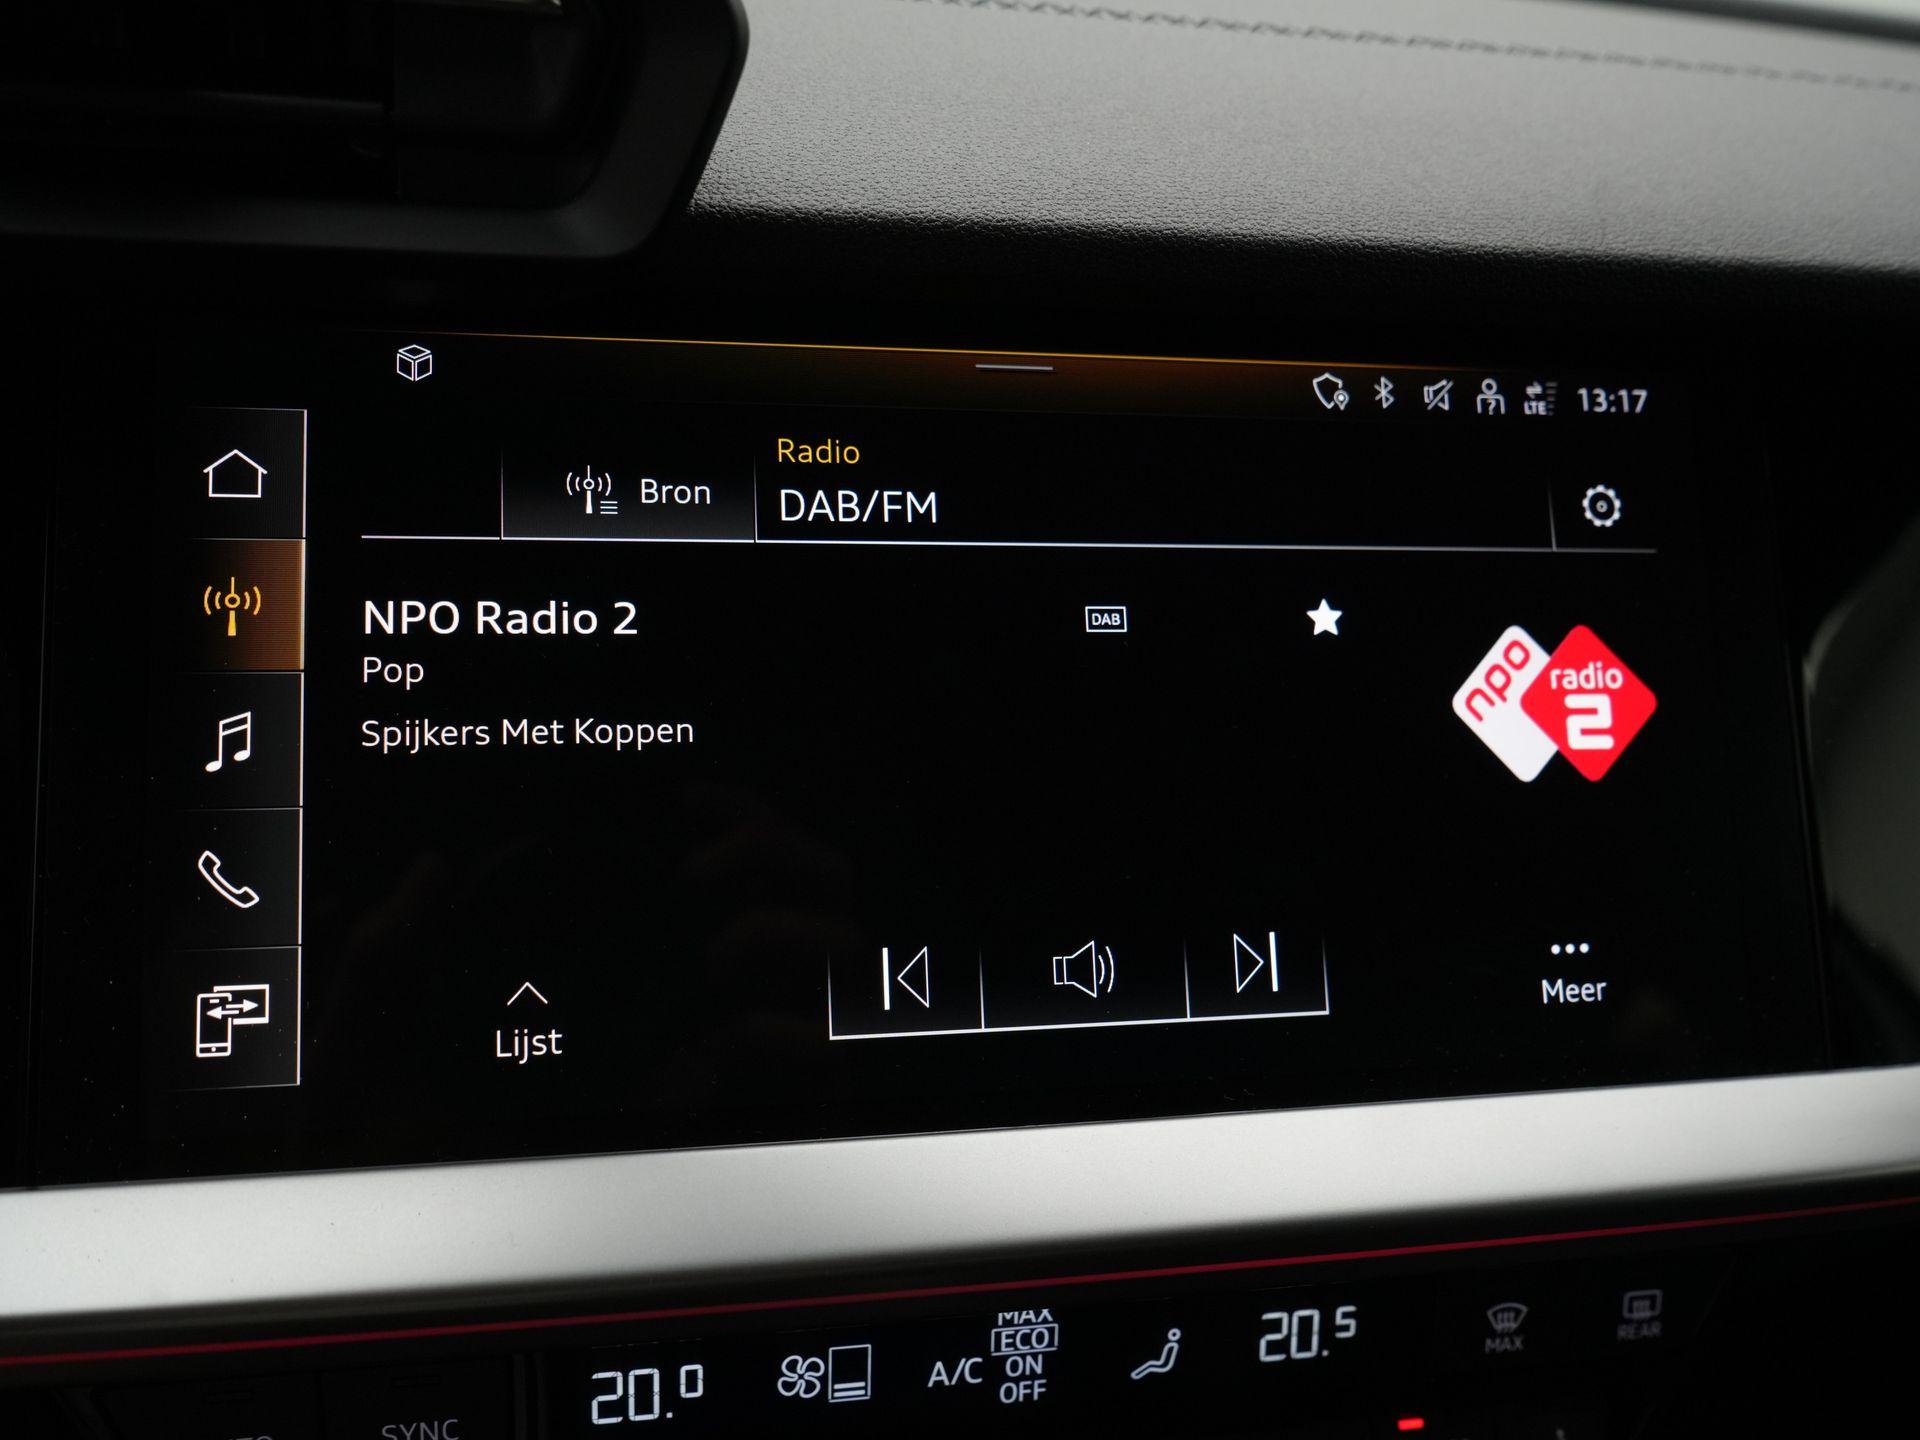 LTE 13:17
Radio
Bron
DAB/FM
NPO Radio 2
DAB
Pop
Spijkers Met Koppen
npo radio 2
Lijst
Meer
MAX
ECO
20.0 A/C ON 20.5 MAX REAR
OFF
SYNC